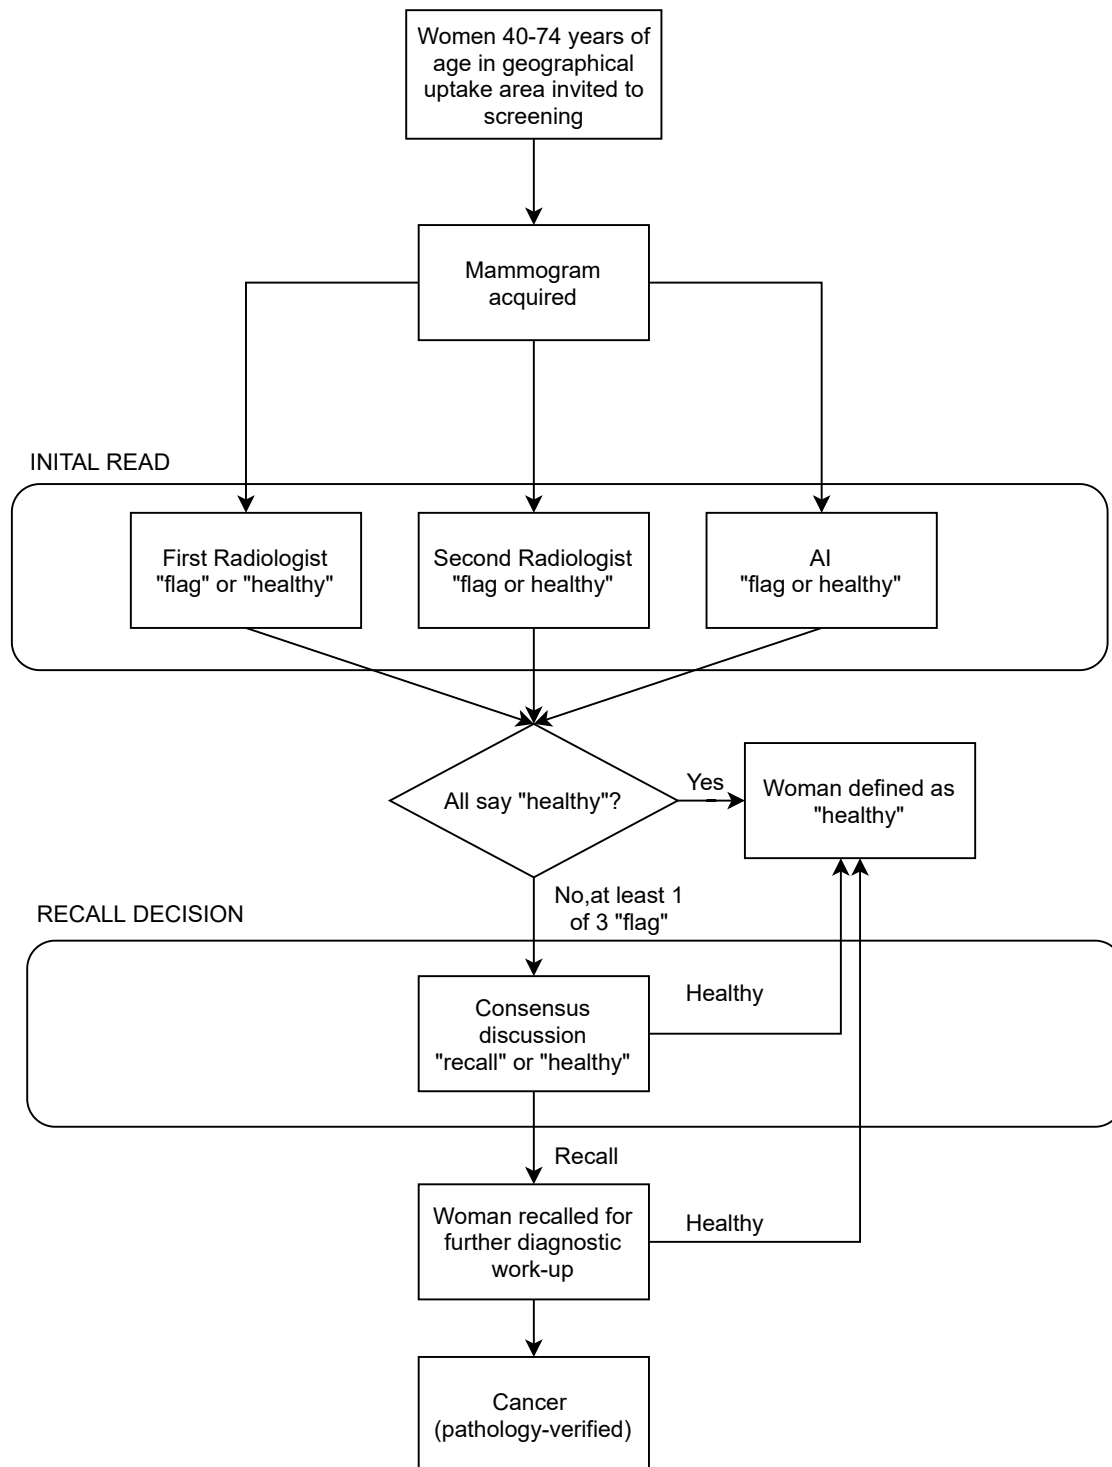 Women 40-74 years of
age in geographical
uptake area invited to
screening
Mammogram
acquired
INITAL READ
First Radiologist
"flag" or "healthy"
Second Radiologist
"flag or healthy"
AI
"flag or healthy"
All say "healthy"?
Yes
Woman defined as
"healthy"
No,at least 1
of 3 "flag"
RECALL DECISION
Consensus
discussion
"recall" or "healthy"
Healthy
Recall
Woman recalled for
further diagnostic
work-up
Healthy
Cancer
(pathology-verified)